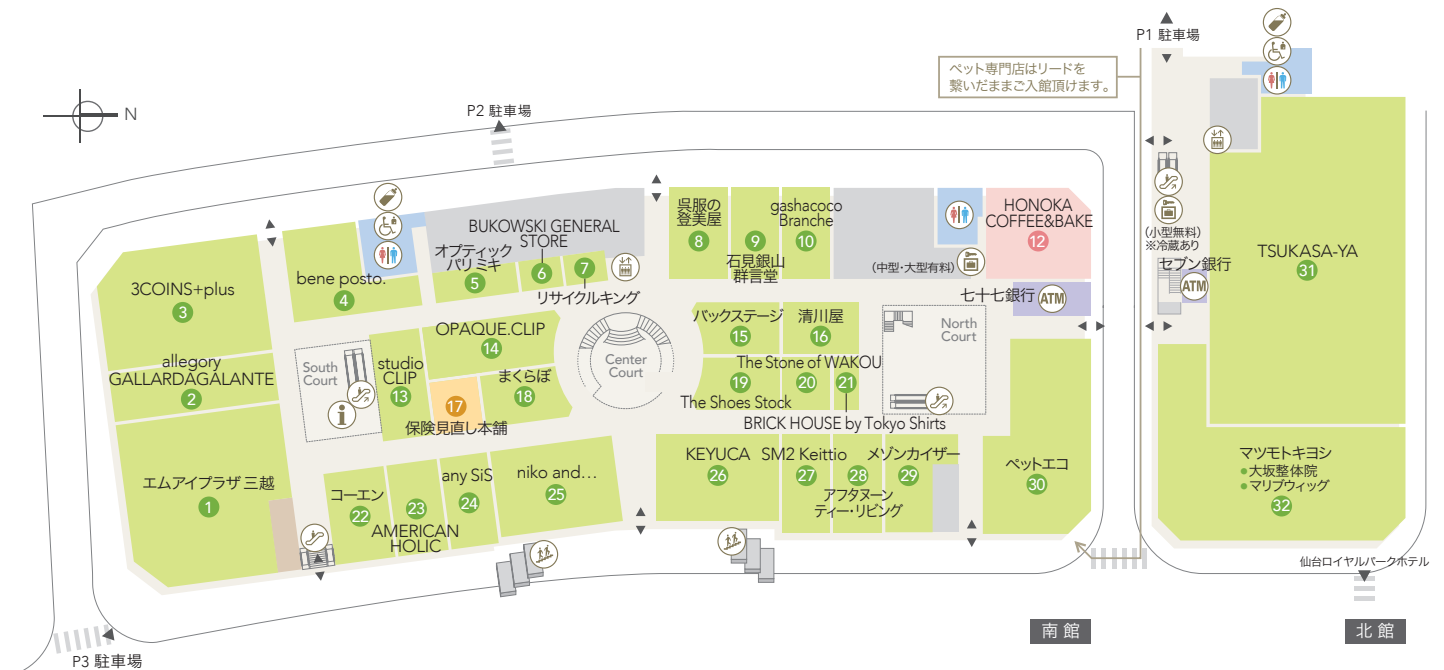 P1 駐車場
ペット専門店はリードを
繋いだままご入館頂けます。
N
P2 駐車場
呉服の
登美屋
8
9
石見銀山
群言堂
gashacoco
Branche
10
HONOKA
COFFEE&BAKE
12
(中型・大型有料)
七十七銀行
ATM
(小型無料)
※冷蔵あり
セブン銀行
ATM
TSUKASA-YA
31
BUKOWSKI GENERAL
STORE
6
オプティック
パリミキ
5
7
リサイクルキング
bene posto.
4
3COINS+plus
3
allegory
GALLARDAGALANTE
2
South
Court
i
studio
CLIP
13
OPAQUE.CLIP
14
17
保険見直し本舗
まくらぼ
18
Center
Court
バックステージ
15
清川屋
16
North
Court
The Stone of WAKOU
20
21
19
The Shoes Stock
BRICK HOUSE by Tokyo Shirts
エムアイプラザ 三越
1
コーエン
22
23
AMERICAN
HOLIC
any SiS
24
niko and…
25
KEYUCA
26
SM2 Keittio
27
28
アフタヌーン
ティー・リビング
メゾンカイザー
29
ペットエコ
30
マツモトキヨシ
大坂整体院
マリブウィッグ
32
仙台ロイヤルパークホテル
南館
北館
P3 駐車場